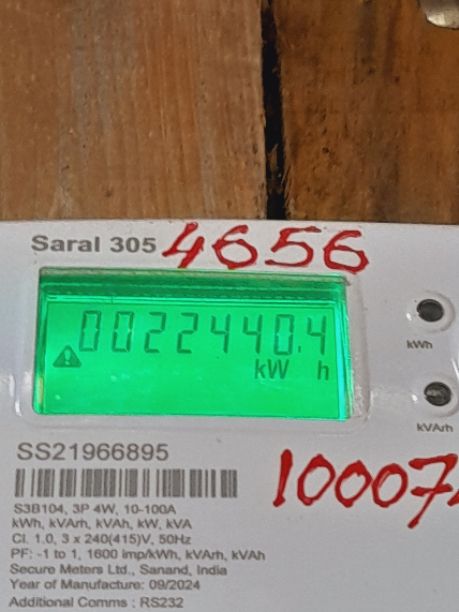 Saral 305 4656
0022440.4
kW h
kWh
kVArh
SS21966895
S3B104, 3P 4W, 10-100A
kWh, kVArh, kVAh, kW, kVA
Cl. 1.0, 3 x 240(415)V, 50Hz
PF: -1 to 1, 1600 imp/kWh, kVArh, kVAh
Secure Meters Ltd., Sanand, India
Year of Manufacture: 09/2024
Additional Comms : RS232